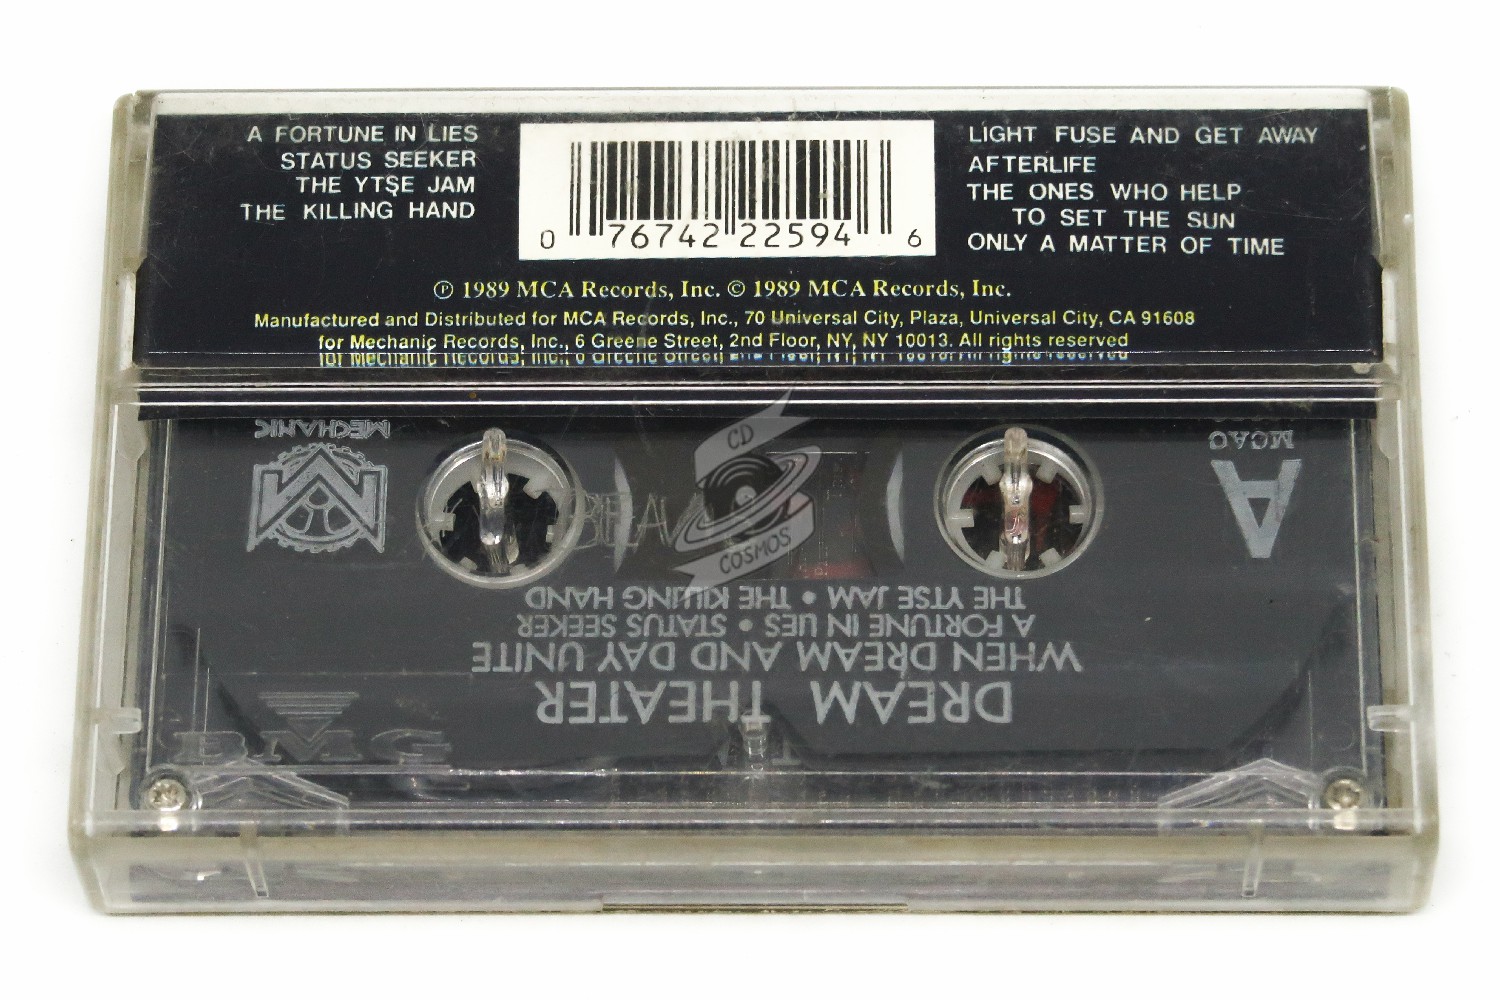 A FORTUNE IN LIES
STATUS SEEKER
THE YTSE JAM
THE KILLING HAND
0 76742 22594 6
LIGHT FUSE AND GET AWAY
AFTERLIFE
THE ONES WHO HELP
TO SET THE SUN
ONLY A MATTER OF TIME
℗ 1989 MCA Records, Inc. © 1989 MCA Records, Inc.
Manufactured and Distributed for MCA Records, Inc., 70 Universal City, Plaza, Universal City, CA 91608
for Mechanic Records, Inc., 6 Greene Street, 2nd Floor, NY, NY 10013. All rights reserved
DREAM THEATER
WHEN DREAM AND DAY UNITE
A FORTUNE IN LIES • STATUS SEEKER
THE YTSE JAM • THE KILLING HAND
A
MCAC
MECHANIC
BMG
CD
COSMOS